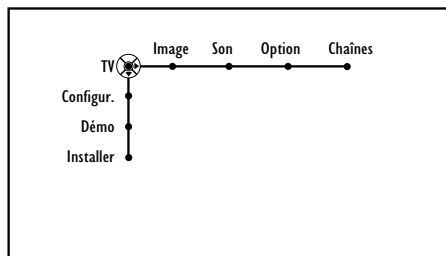 Image Son Option Chaînes
TV
Configur.
Démo
Installer